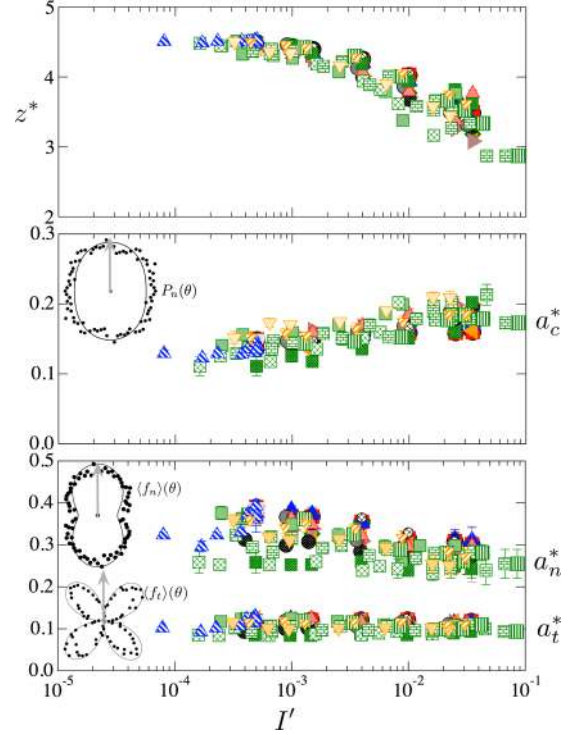 5
4
z*
3
2
0.3
P_n(θ)
0.2
a_c*
0.1
0.0
0.5
⟨f_n⟩(θ)
0.4
0.3
a_n*
0.2
⟨f_t⟩(θ)
0.1
a_t*
0.0
10^-5 10^-4 10^-3 10^-2 10^-1
I′